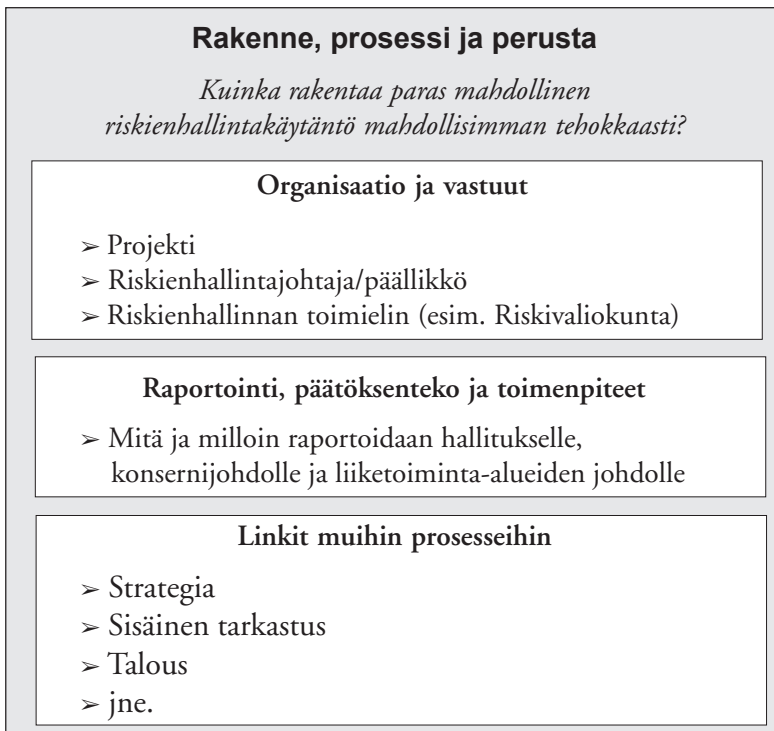 Rakenne, prosessi ja perusta
Kuinka rakentaa paras mahdollinen
riskienhallintakäytäntö mahdollisimman tehokkaasti?
Organisaatio ja vastuut
➢ Projekti
➢ Riskienhallintajohtaja/päällikkö
➢ Riskienhallinnan toimielin (esim. Riskivaliokunta)
Raportointi, päätöksenteko ja toimenpiteet
➢ Mitä ja milloin raportoidaan hallitukselle,
konsernijohdolle ja liiketoiminta-alueiden johdolle
Linkit muihin prosesseihin
➢ Strategia
➢ Sisäinen tarkastus
➢ Talous
➢ jne.